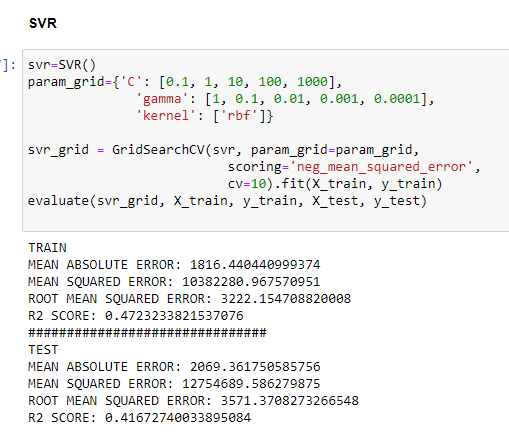 SVR
]:
svr=SVR()
param_grid={'C': [0.1, 1, 10, 100, 1000],
'gamma': [1, 0.1, 0.01, 0.001, 0.0001],
'kernel': ['rbf']}
svr_grid = GridSearchCV(svr, param_grid=param_grid,
scoring='neg_mean_squared_error',
cv=10).fit(X_train, y_train)
evaluate(svr_grid, X_train, y_train, X_test, y_test)
TRAIN
MEAN ABSOLUTE ERROR: 1816.440440999374
MEAN SQUARED ERROR: 10382280.967570951
ROOT MEAN SQUARED ERROR: 3222.154708820008
R2 SCORE: 0.4723233821537076
###############################
TEST
MEAN ABSOLUTE ERROR: 2069.361750585756
MEAN SQUARED ERROR: 12754689.586279875
ROOT MEAN SQUARED ERROR: 3571.3708273266548
R2 SCORE: 0.41672740033895084